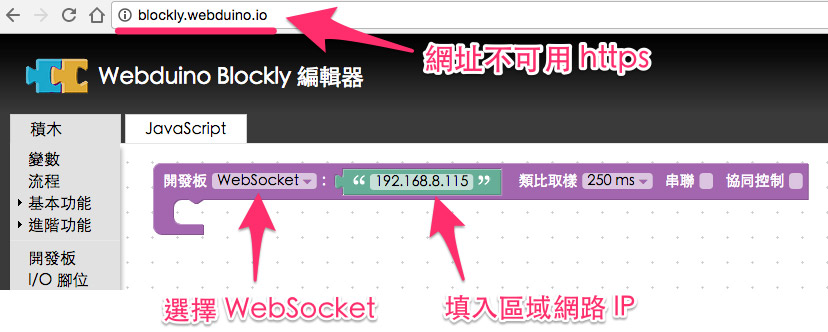 blockly.webduino.io
網址不可用 https
Webduino Blockly 編輯器
積木
JavaScript
變數
流程
基本功能
進階功能
開發板
I/O 腳位
開發板 WebSocket : “ 192.168.8.115 ” 類比取樣 250 ms 串聯 協同控制
選擇 WebSocket
填入區域網路 IP